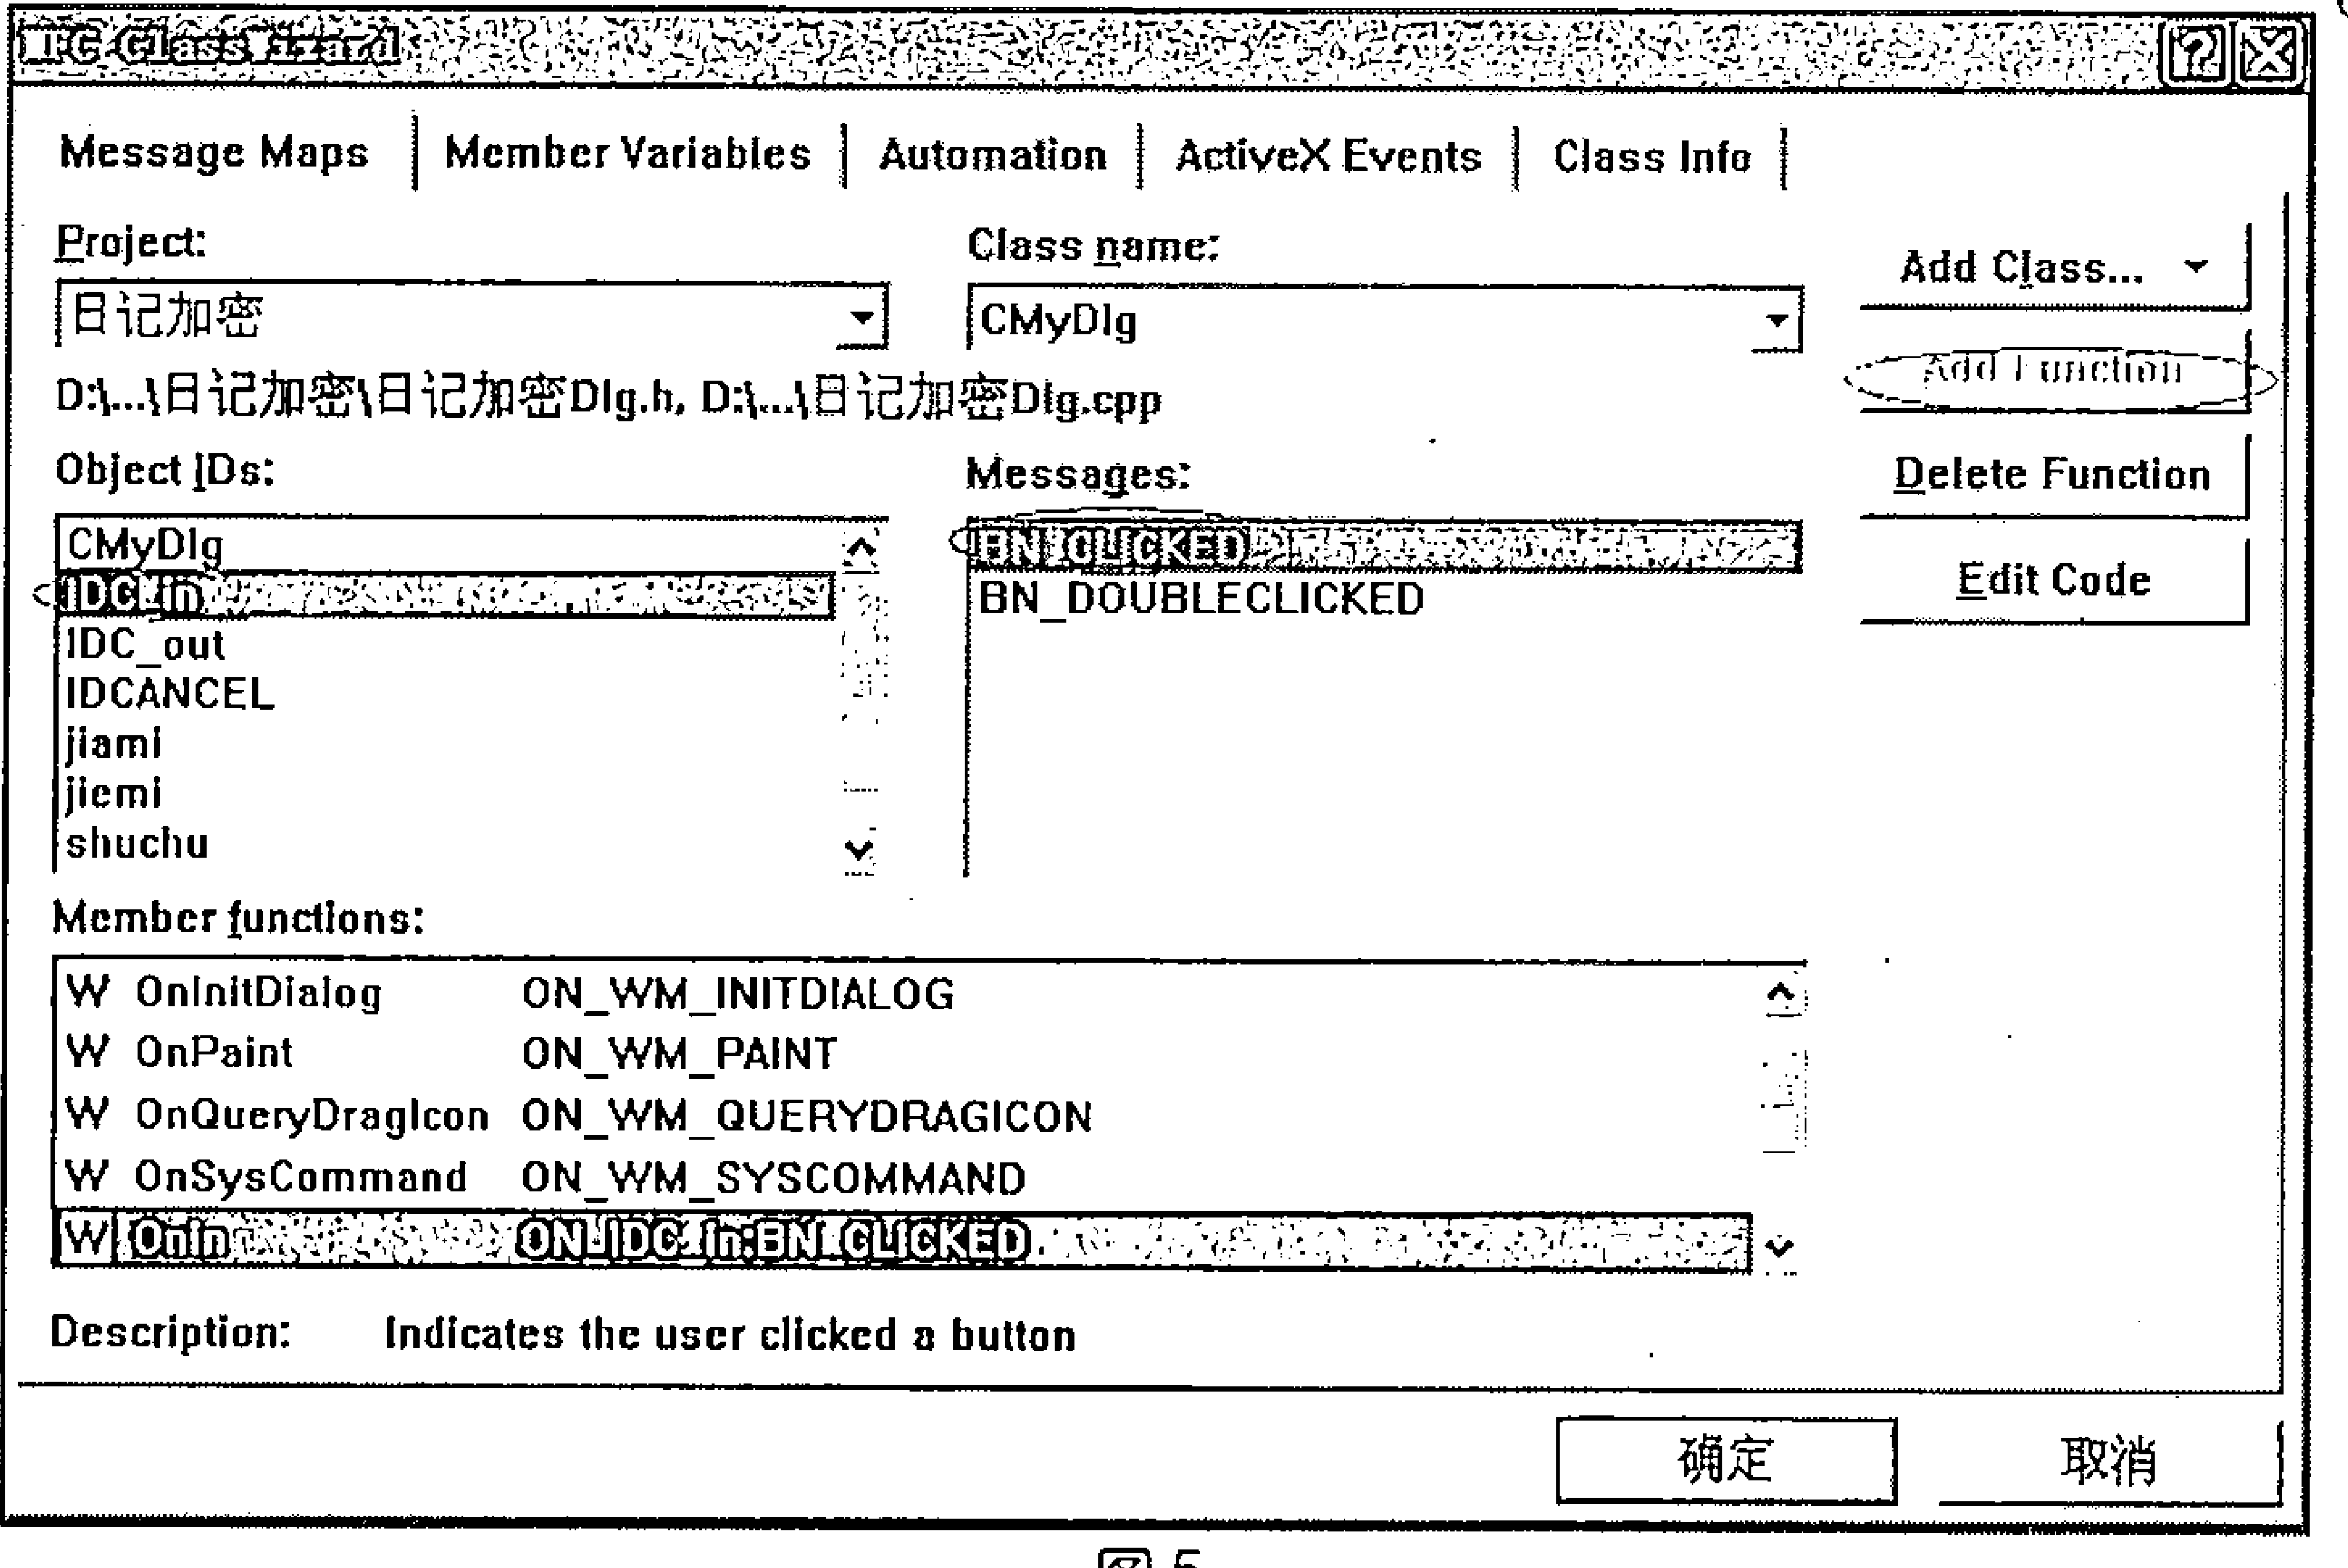 MFC ClassWizard
Message Maps Member Variables Automation ActiveX Events Class Info
Project:
Class name:
Add Class...
日记加密
CMyDlg
Add Function
D:\...\日记加密\日记加密Dlg.h, D:\...\日记加密Dlg.cpp
Object IDs:
Messages:
Delete Function
CMyDlg
IDC_in
IDC_out
IDCANCEL
jiami
jiemi
shuchu
BN_CLICKED
BN_DOUBLECLICKED
Edit Code
Member functions:
W OnInitDialog ON_WM_INITDIALOG
W OnPaint ON_WM_PAINT
W OnQueryDragIcon ON_WM_QUERYDRAGICON
W OnSysCommand ON_WM_SYSCOMMAND
W OnIn ON_IDC_in:BN_CLICKED
Description: Indicates the user clicked a button
确定 取消
图 5